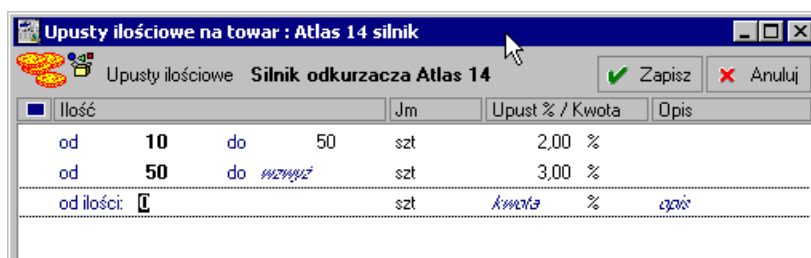 Upusty ilościowe na towar : Atlas 14 silnik
Upusty ilościowe Silnik odkurzacza Atlas 14 Zapisz Anuluj
Ilość Jm Upust % / Kwota Opis
od 10 do 50 szt 2,00 %
od 50 do wzwyż szt 3,00 %
od ilości: 0 szt kwota % opis